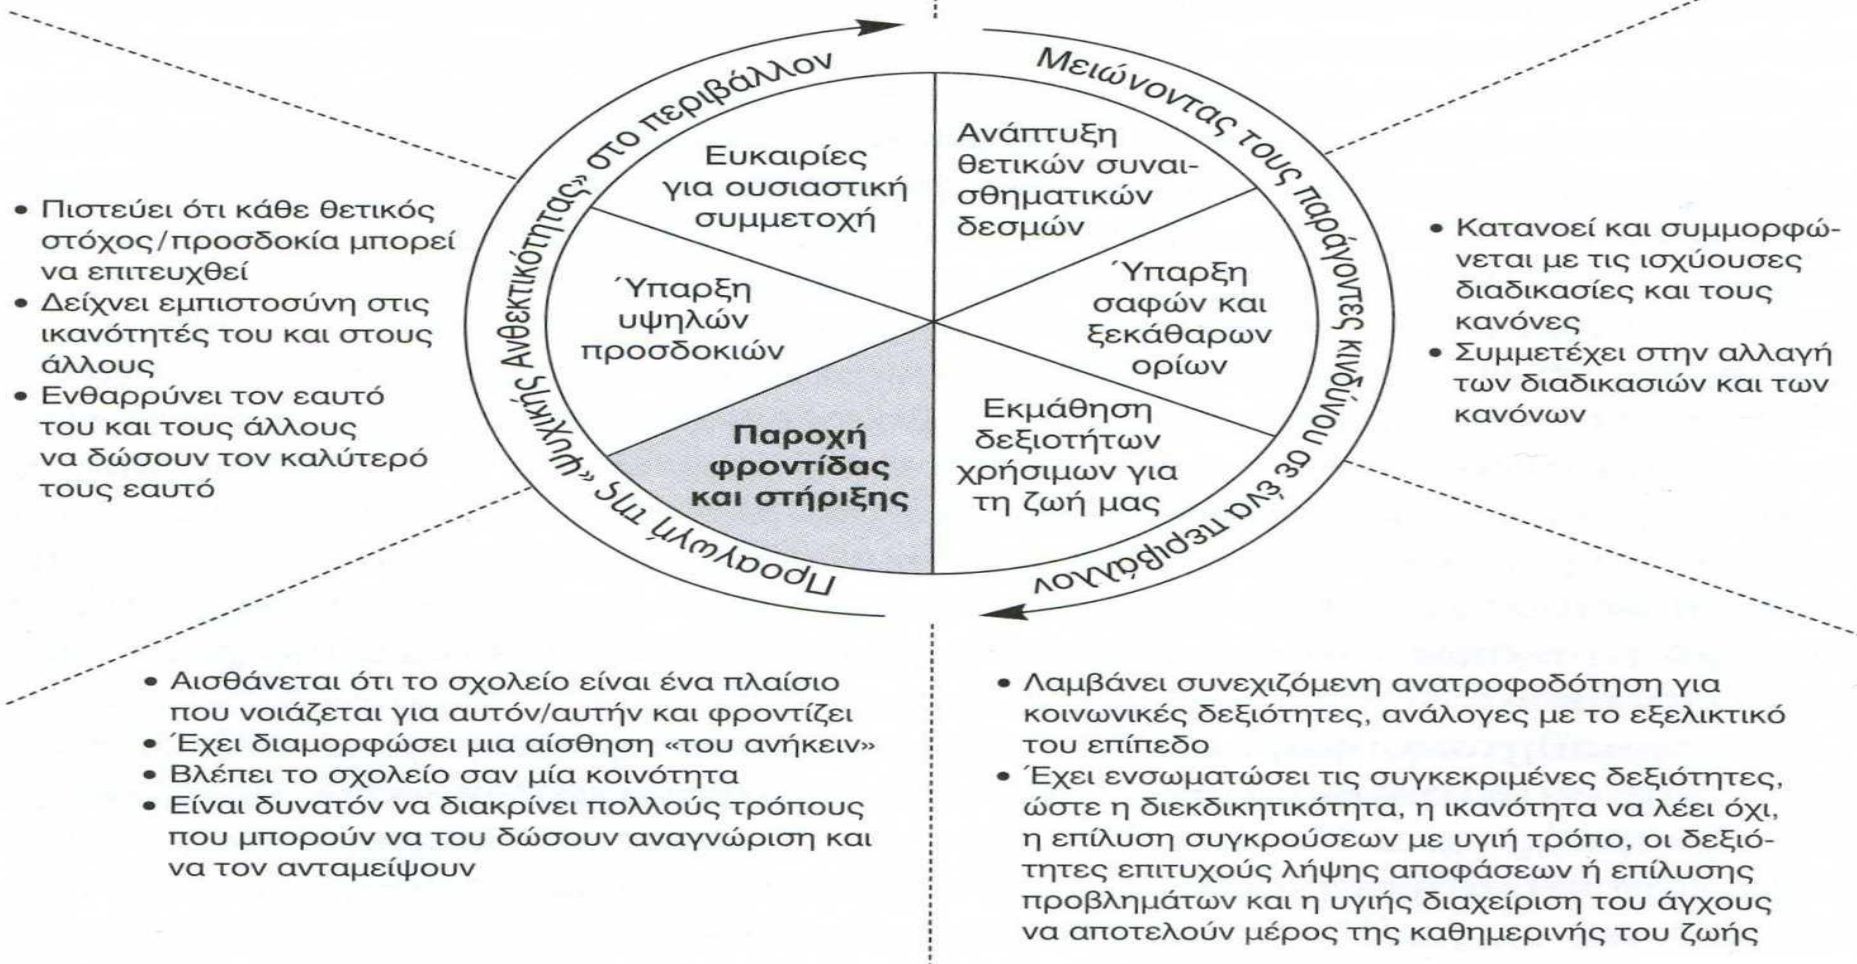 Προαγωγή της «Ψυχικής Ανθεκτικότητας» στο περιβάλλον
Μειώνοντας τους παράγοντες κινδύνου σε ένα περιβάλλον
Ευκαιρίες
για ουσιαστική
συμμετοχή
Ανάπτυξη
θετικών συναι-
σθηματικών
δεσμών
Ύπαρξη
υψηλών
προσδοκιών
Ύπαρξη
σαφών και
ξεκάθαρων
ορίων
Παροχή
φροντίδας
και στήριξης
Εκμάθηση
δεξιοτήτων
χρήσιμων για
τη ζωή μας
• Πιστεύει ότι κάθε θετικός
στόχος/προσδοκία μπορεί
να επιτευχθεί
• Δείχνει εμπιστοσύνη στις
ικανότητές του και στους
άλλους
• Ενθαρρύνει τον εαυτό
του και τους άλλους
να δώσουν τον καλύτερό
τους εαυτό
• Κατανοεί και συμμορφώ-
νεται με τις ισχύουσες
διαδικασίες και τους
κανόνες
• Συμμετέχει στην αλλαγή
των διαδικασιών και των
κανόνων
• Αισθάνεται ότι το σχολείο είναι ένα πλαίσιο
που νοιάζεται για αυτόν/αυτήν και φροντίζει
• Έχει διαμορφώσει μια αίσθηση «του ανήκειν»
• Βλέπει το σχολείο σαν μία κοινότητα
• Είναι δυνατόν να διακρίνει πολλούς τρόπους
που μπορούν να του δώσουν αναγνώριση και
να τον ανταμείψουν
• Λαμβάνει συνεχιζόμενη ανατροφοδότηση για
κοινωνικές δεξιότητες, ανάλογες με το εξελικτικό
του επίπεδο
• Έχει ενσωματώσει τις συγκεκριμένες δεξιότητες,
ώστε η διεκδικητικότητα, η ικανότητα να λέει όχι,
η επίλυση συγκρούσεων με υγιή τρόπο, οι δεξιό-
τητες επιτυχούς λήψης αποφάσεων ή επίλυσης
προβλημάτων και η υγιής διαχείριση του άγχους
να αποτελούν μέρος της καθημερινής του ζωής